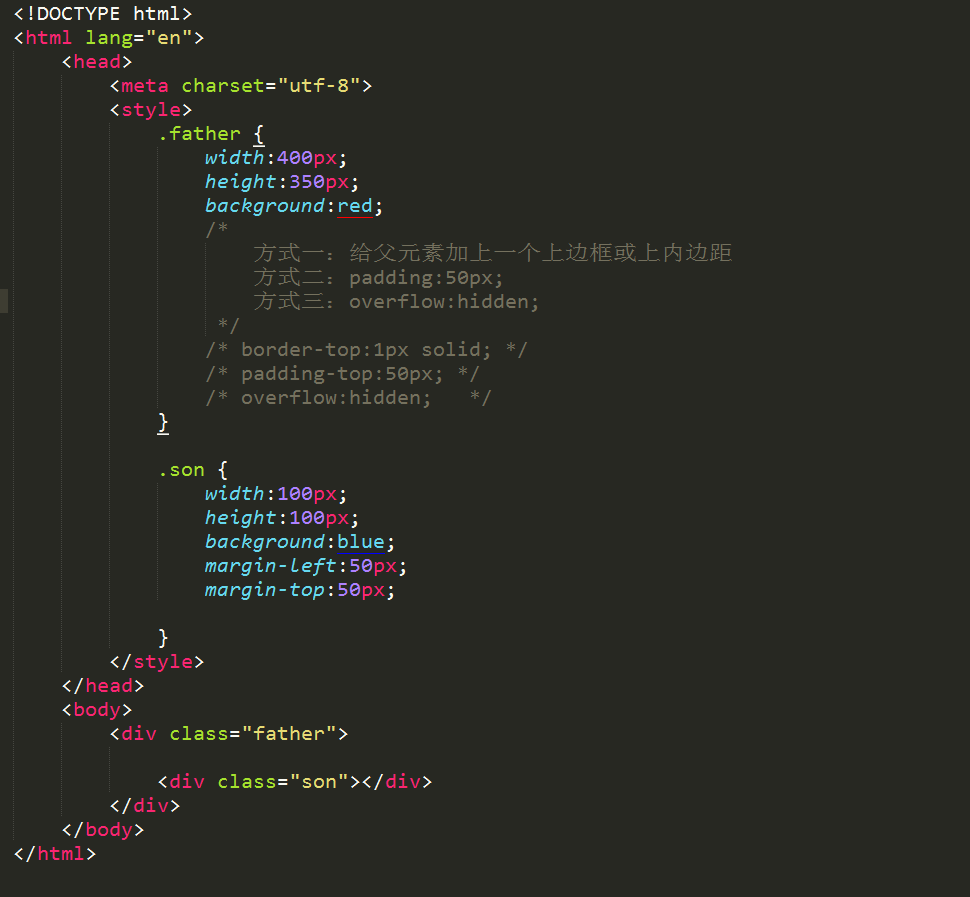 <!DOCTYPE html>
<html lang="en">
    <head>
        <meta charset="utf-8">
        <style>
            .father {
                width:400px;
                height:350px;
                background:red;
                /*
                    方式一: 给父元素加上一个上边框或上内边距
                    方式二: padding:50px;
                    方式三: overflow:hidden;
                 */
                /* border-top:1px solid; */
                /* padding-top:50px; */
                /* overflow:hidden;   */
            }

            .son {
                width:100px;
                height:100px;
                background:blue;
                margin-left:50px;
                margin-top:50px;

            }
        </style>
    </head>
    <body>
        <div class="father">

            <div class="son"></div>
        </div>
    </body>
</html>